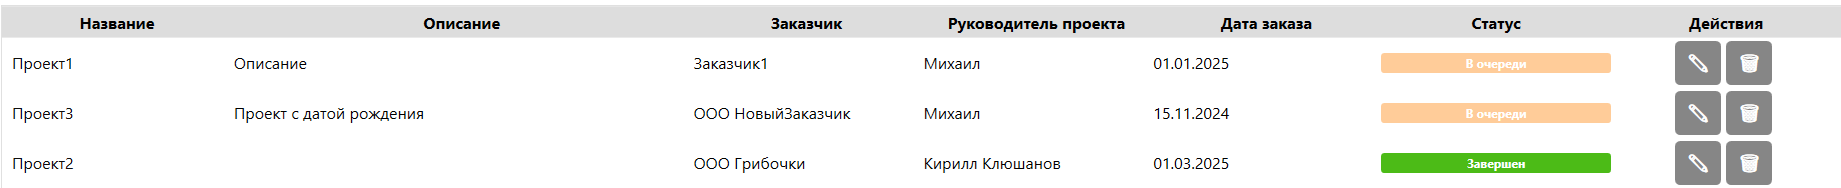 Название Описание Заказчик Руководитель проекта Дата заказа Статус Действия
Проект1 Описание Заказчик1 Михаил 01.01.2025 В очереди
Проект3 Проект с датой рождения ООО НовыйЗаказчик Михаил 15.11.2024 В очереди
Проект2 ООО Грибочки Кирилл Клюшанов 01.03.2025 Завершен